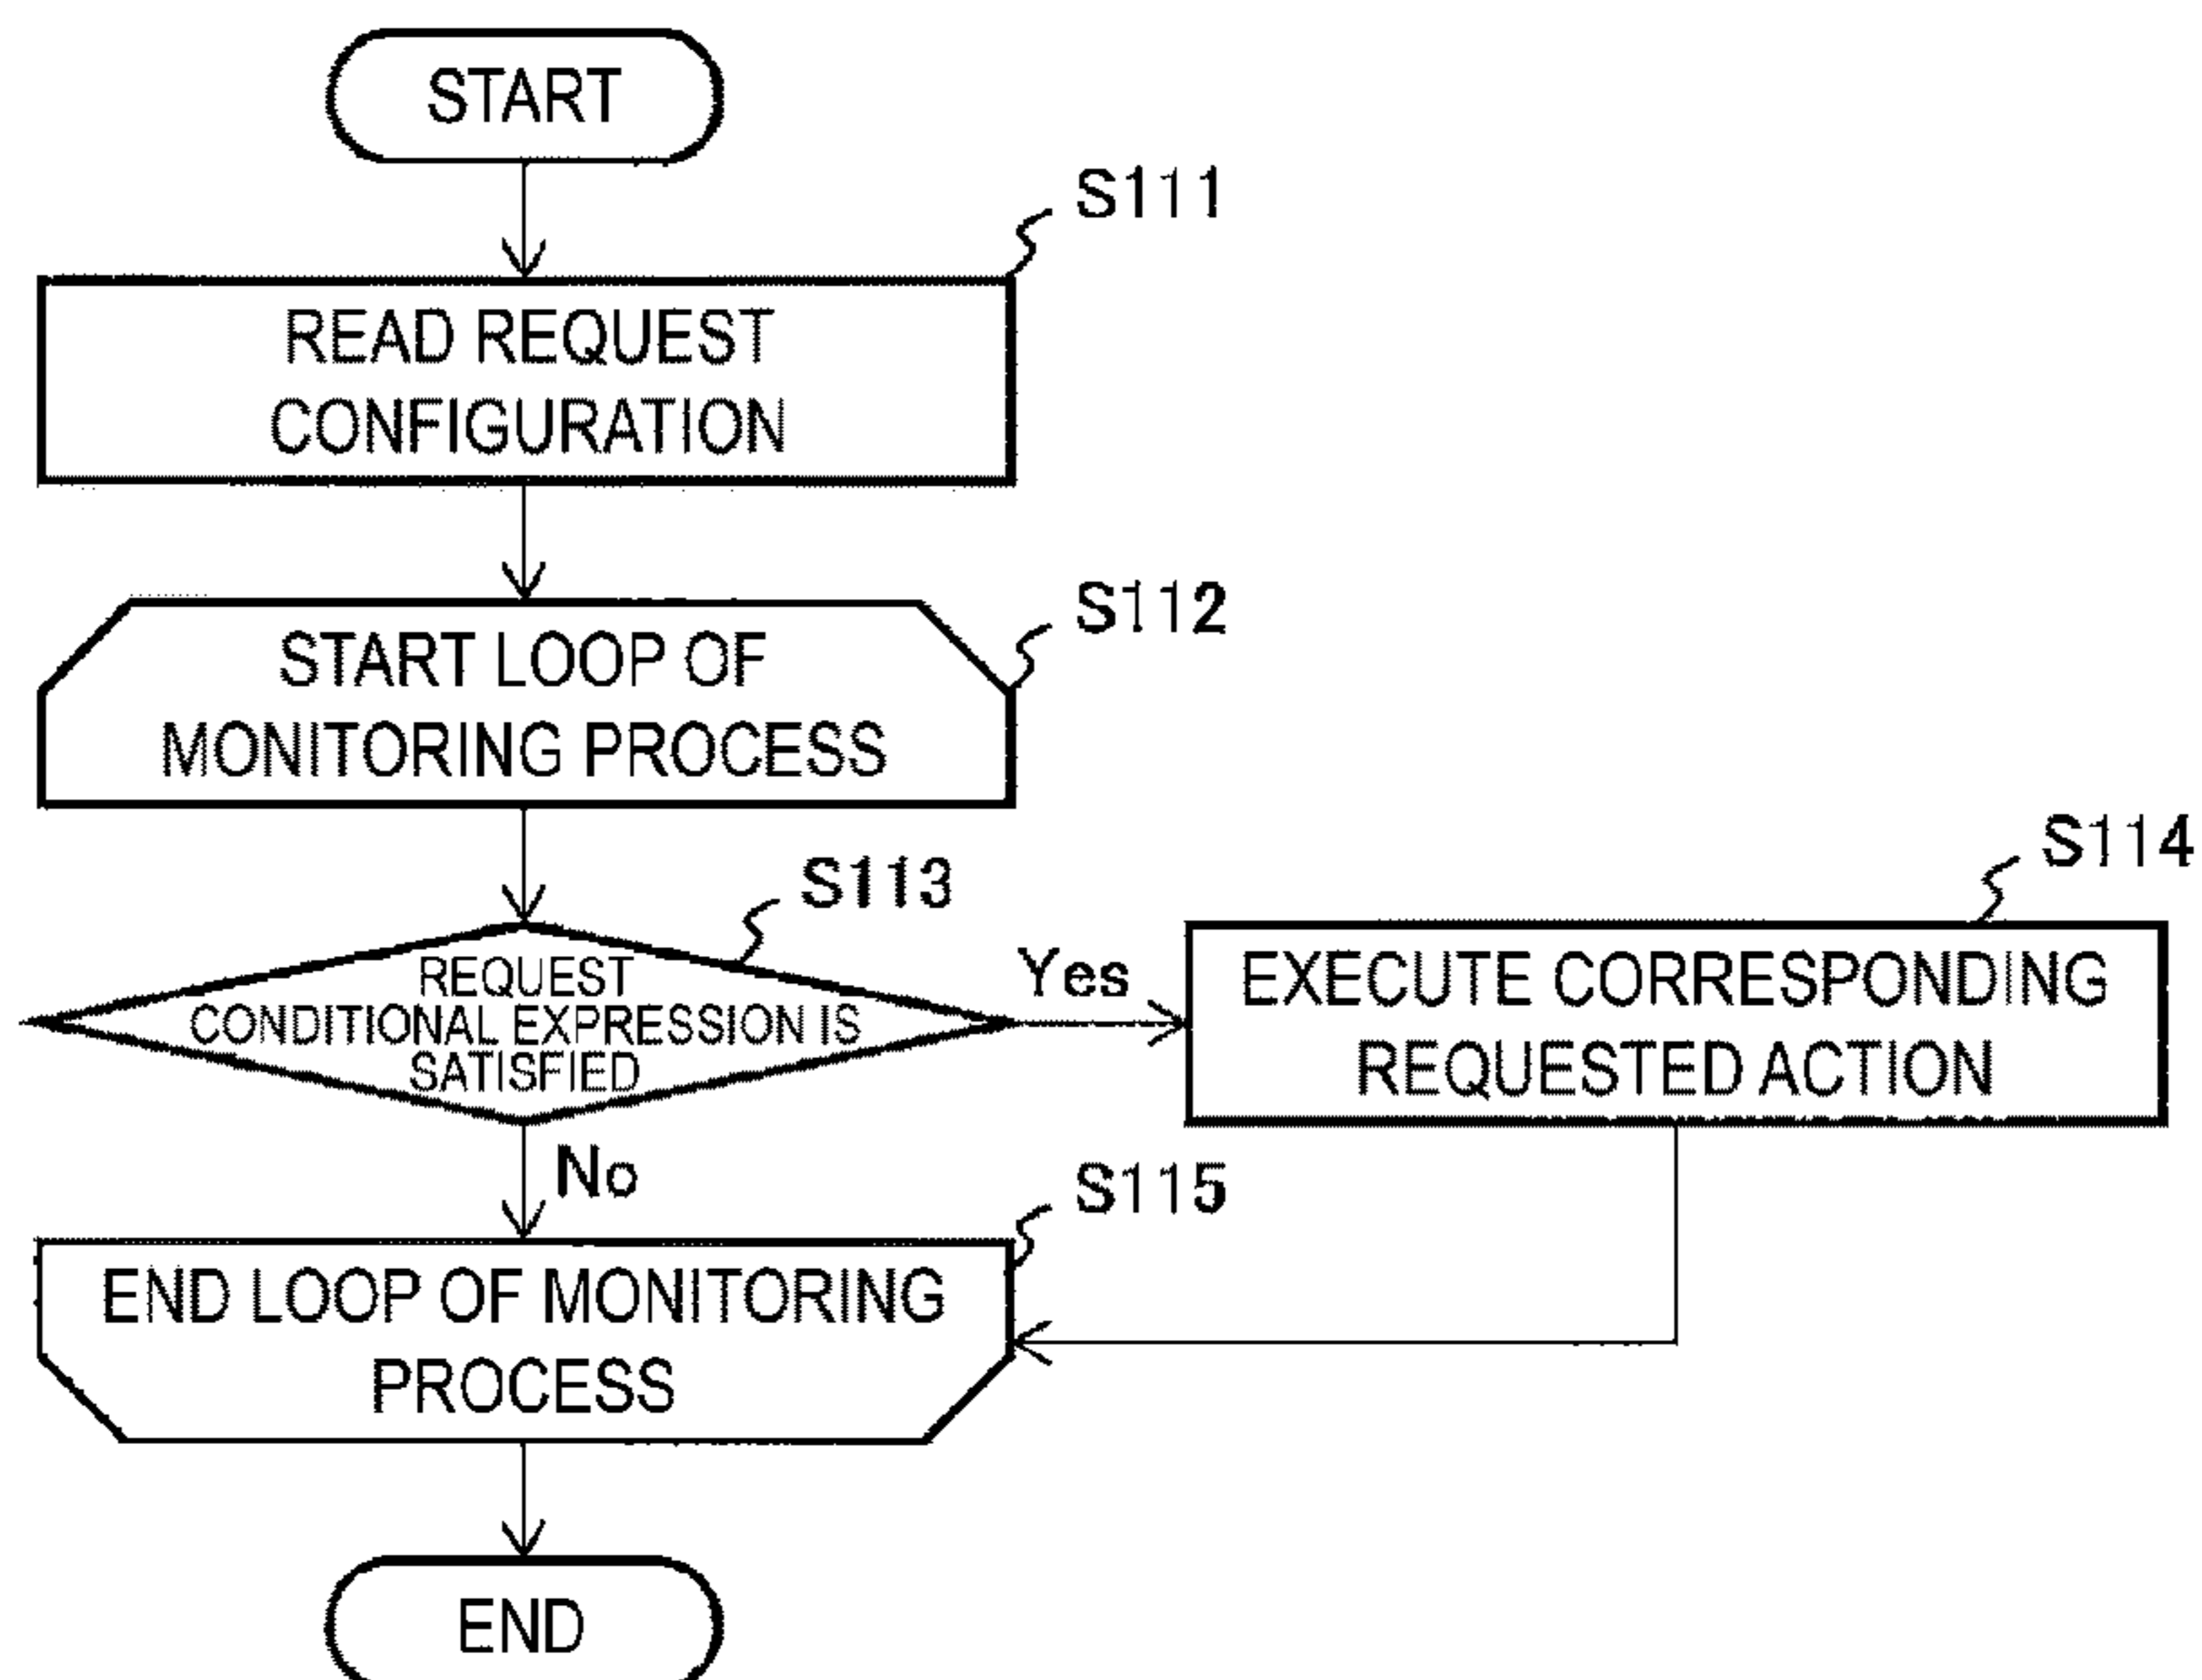 START
S111
READ REQUEST
CONFIGURATION
S112
START LOOP OF
MONITORING PROCESS
S113
REQUEST
CONDITIONAL EXPRESSION IS
SATISFIED
Yes
S114
EXECUTE CORRESPONDING
REQUESTED ACTION
No
S115
END LOOP OF MONITORING
PROCESS
END